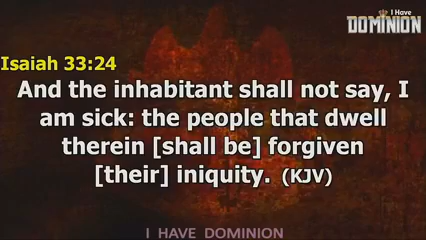 I Have
DOMINION
Isaiah 33:24
And the inhabitant shall not say, I
am sick: the people that dwell
therein [shall be] forgiven
[their] iniquity. (KJV)
I HAVE DOMINION